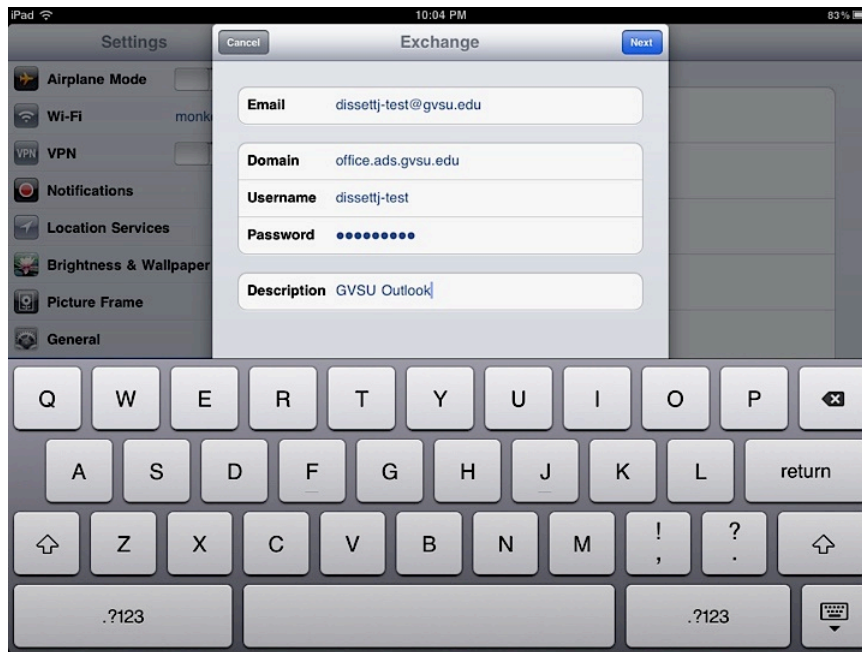 iPad 10:04 PM 83%
Settings
Cancel Exchange Next
Airplane Mode
Email dissettj-test@gvsu.edu
Wi-Fi monk
VPN VPN
Domain office.ads.gvsu.edu
Notifications
Username dissettj-test
Location Services
Password ●●●●●●●●●
Brightness & Wallpaper
Description GVSU Outlook
Picture Frame
General
Q W E R T Y U I O P
A S D F G H J K L return
Z X C V B N M ! , ? .
.?123 .?123